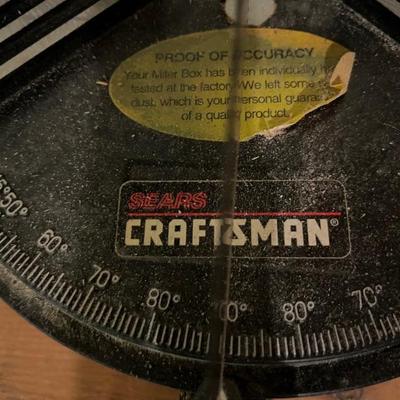 PROOF OF ACCURACY
Your Miter Box has been individually
tested at the factory. We left some
dust, which is your personal
of a quality product.
SEARS
CRAFTSMAN®
50° 60° 70° 80° 80° 70°